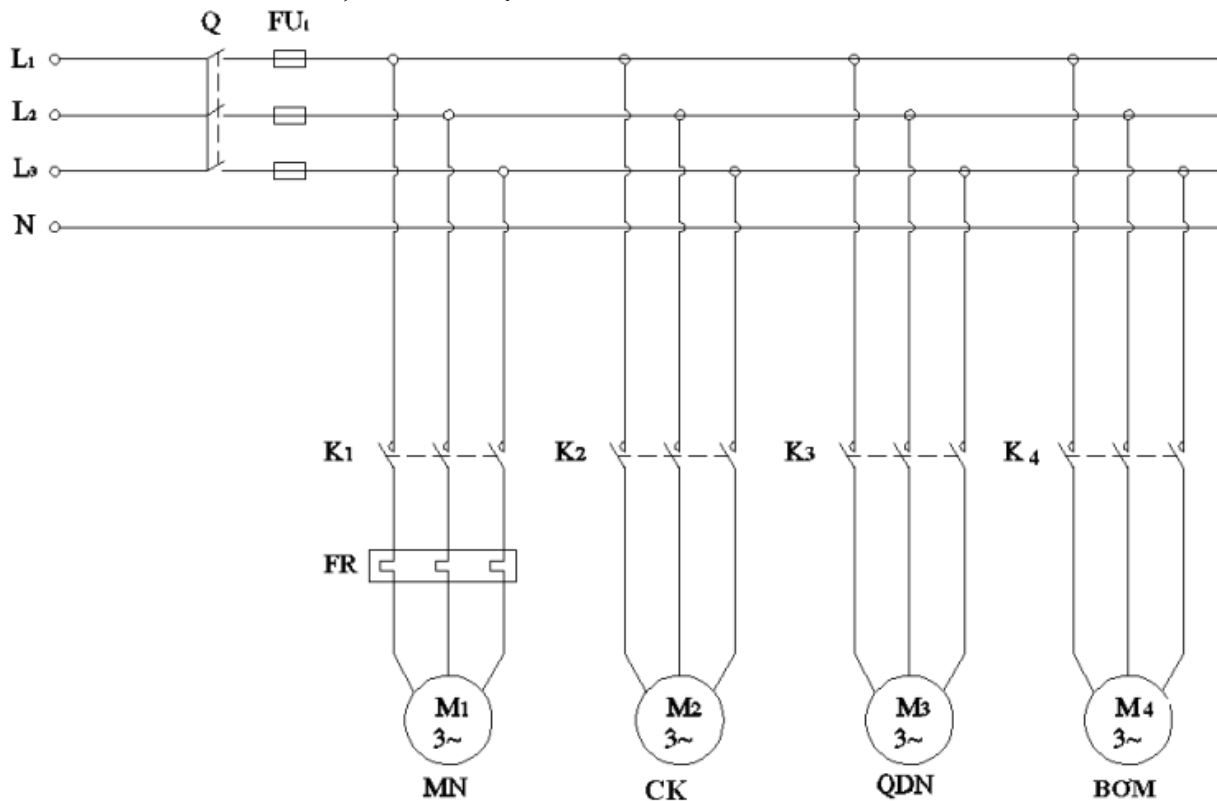 Q FU₁
L₁
L₂
L₃
N
K₁ K₂ K₃ K₄
FR
M₁ M₂ M₃ M₄
3~ 3~ 3~ 3~
MN CK QDN BƠM